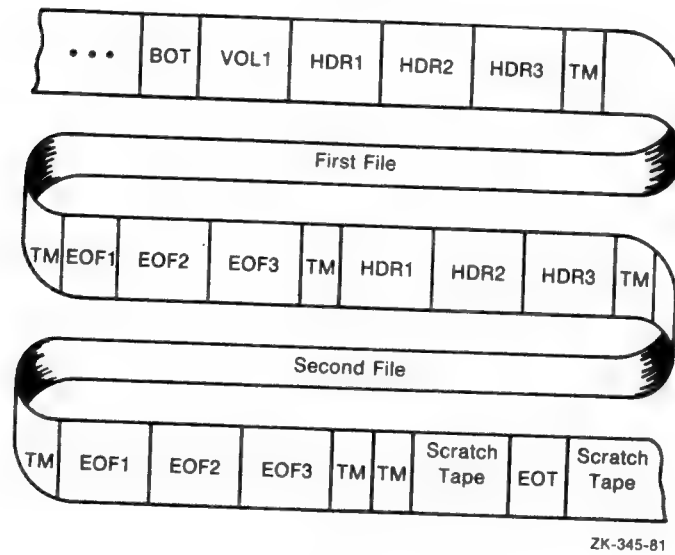 • • • BOT VOL1 HDR1 HDR2 HDR3 TM
First File
TM EOF1 EOF2 EOF3 TM HDR1 HDR2 HDR3 TM
Second File
TM EOF1 EOF2 EOF3 TM TM Scratch Tape EOT Scratch Tape
ZK-345-81